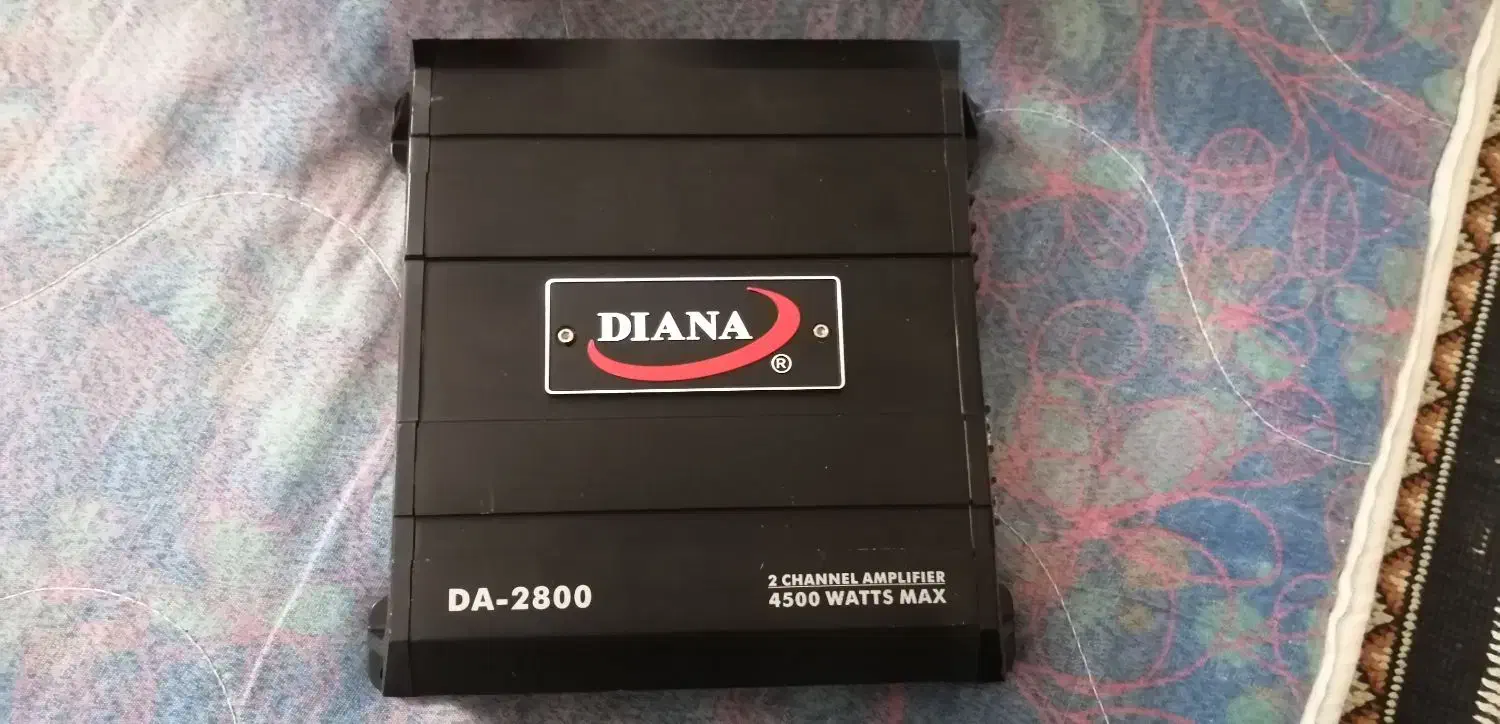 DIANA
®
DA-2800
2 CHANNEL AMPLIFIER
4500 WATTS MAX